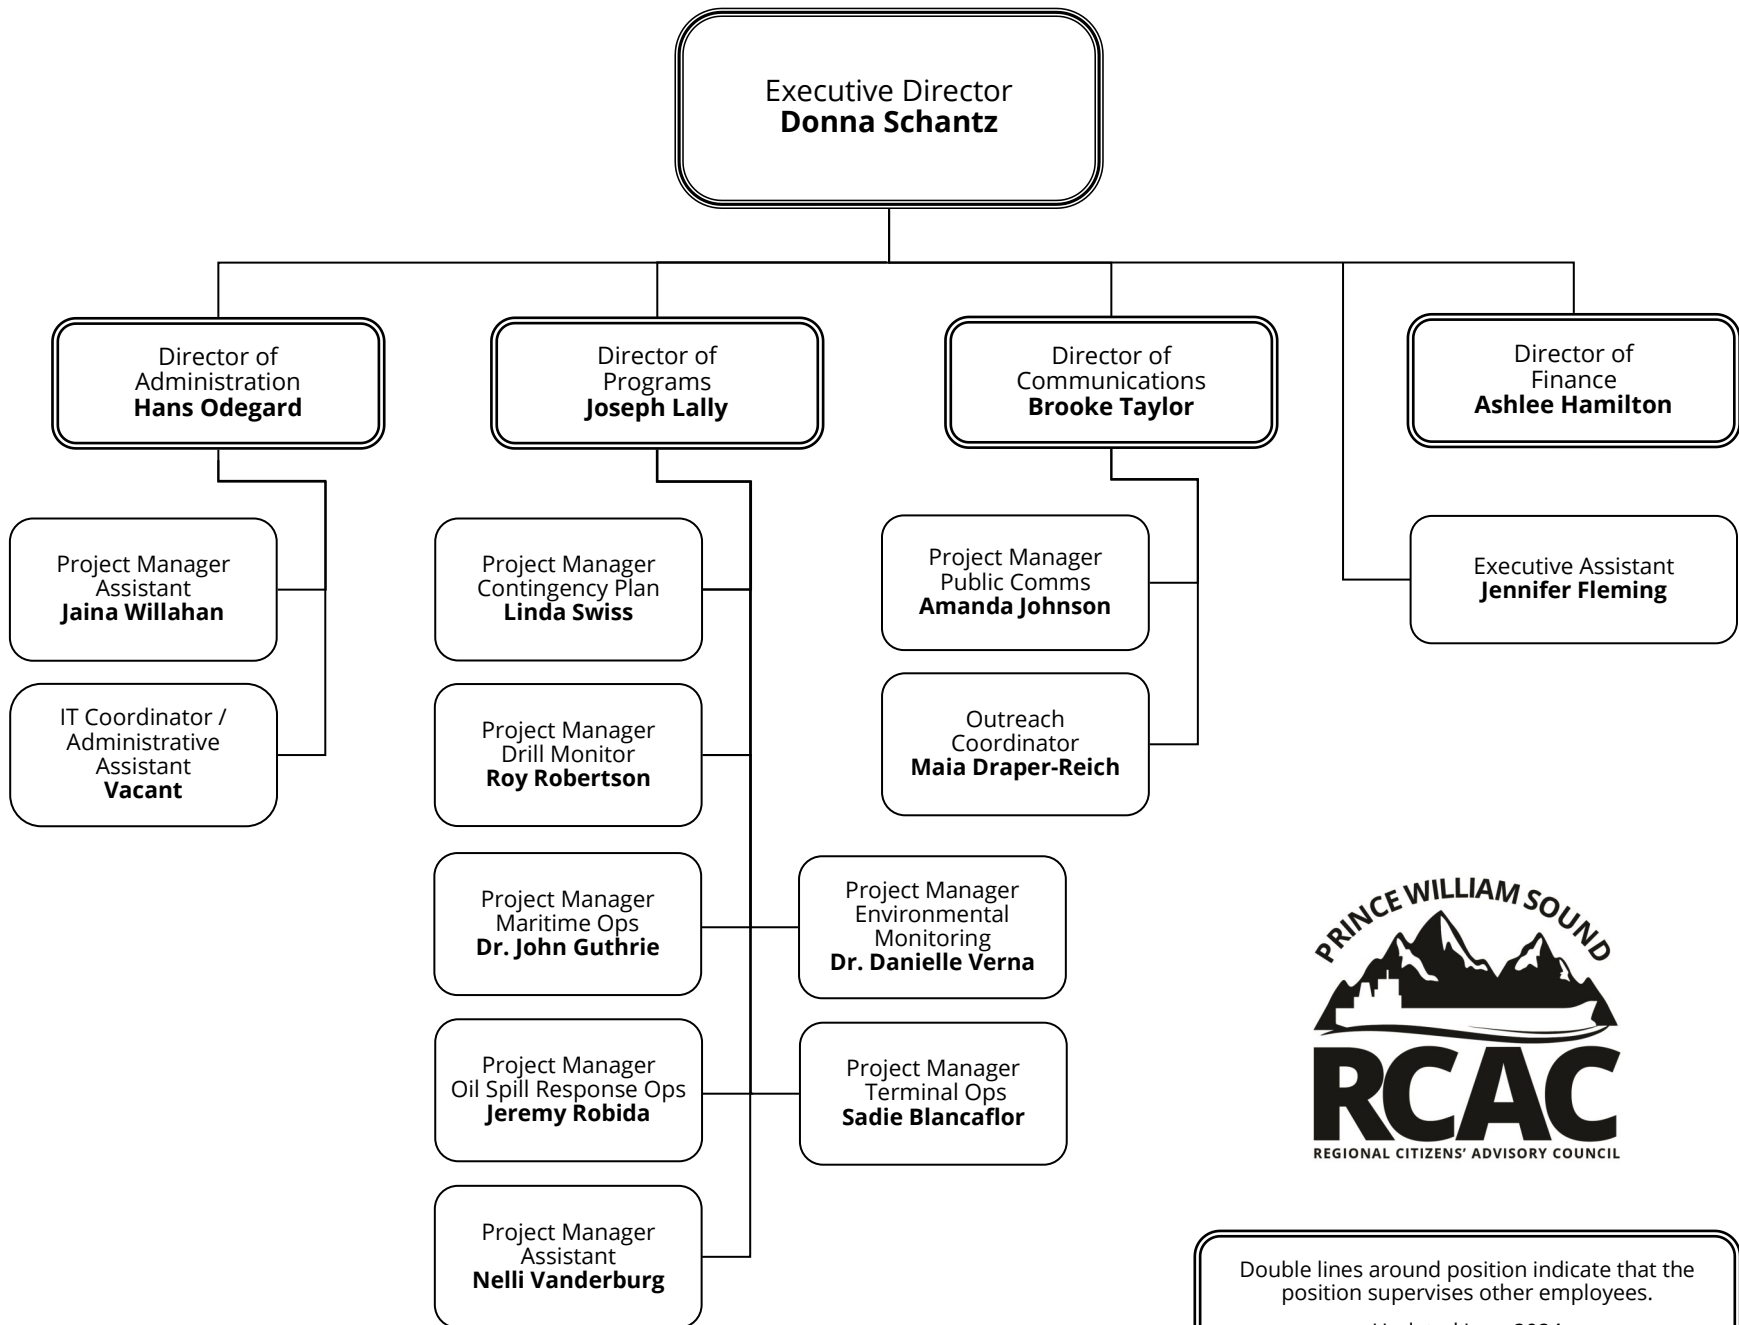 Executive Director
Donna Schantz
Director of
Administration
Hans Odegard
Director of
Programs
Joseph Lally
Director of
Communications
Brooke Taylor
Director of
Finance
Ashlee Hamilton
Project Manager
Assistant
Jaina Willahan
Project Manager
Contingency Plan
Linda Swiss
Project Manager
Public Comms
Amanda Johnson
Executive Assistant
Jennifer Fleming
IT Coordinator /
Administrative
Assistant
Vacant
Project Manager
Drill Monitor
Roy Robertson
Outreach
Coordinator
Maia Draper-Reich
Project Manager
Maritime Ops
Dr. John Guthrie
Project Manager
Environmental
Monitoring
Dr. Danielle Verna
Project Manager
Oil Spill Response Ops
Jeremy Robida
Project Manager
Terminal Ops
Sadie Blancaflor
Project Manager
Assistant
Nelli Vanderburg
PRINCE WILLIAM SOUND
RCAC
REGIONAL CITIZENS' ADVISORY COUNCIL
Double lines around position indicate that the
position supervises other employees.